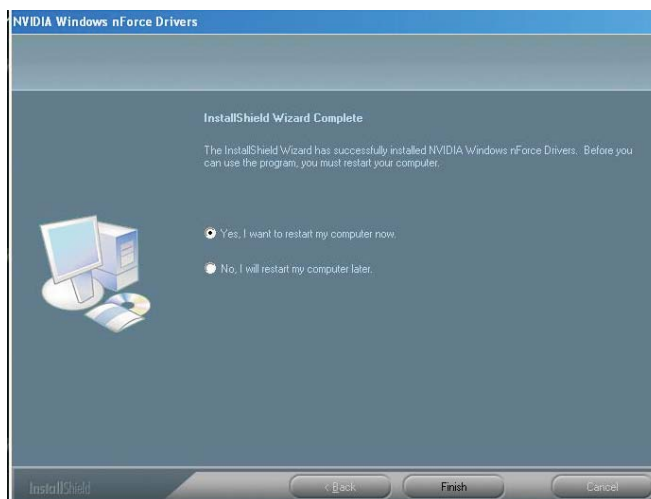 NVIDIA Windows nForce Drivers
InstallShield Wizard Complete
The InstallShield Wizard has successfully installed NVIDIA Windows nForce Drivers. Before you
can use the program, you must restart your computer.
Yes, I want to restart my computer now.
No, I will restart my computer later.
InstallShield
< Back
Finish
Cancel